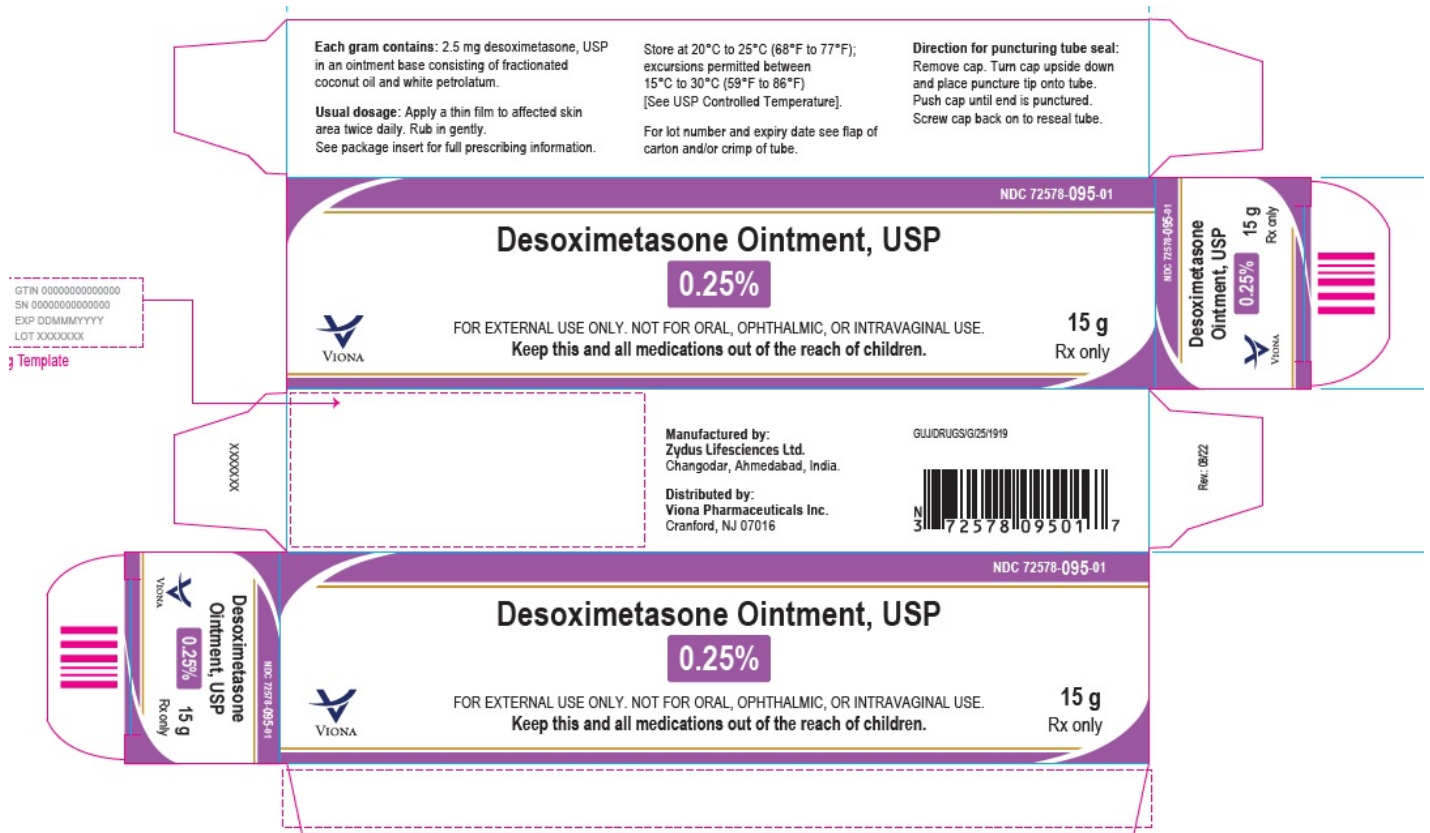 Each gram contains: 2.5 mg desoximetasone, USP
in an ointment base consisting of fractionated
coconut oil and white petrolatum.
Usual dosage: Apply a thin film to affected skin
area twice daily. Rub in gently.
See package insert for full prescribing information.
Store at 20°C to 25°C (68°F to 77°F);
excursions permitted between
15°C to 30°C (59°F to 86°F)
[See USP Controlled Temperature].
For lot number and expiry date see flap of
carton and/or crimp of tube.
Direction for puncturing tube seal:
Remove cap. Turn cap upside down
and place puncture tip onto tube.
Push cap until end is punctured.
Screw cap back on to reseal tube.
NDC 72578-095-01
Desoximetasone Ointment, USP
0.25%
FOR EXTERNAL USE ONLY. NOT FOR ORAL, OPHTHALMIC, OR INTRAVAGINAL USE.
Keep this and all medications out of the reach of children.
VIONA
15 g
Rx only
NDC 72578-095-01
Desoximetasone
Ointment, USP
0.25%
15 g
Rx only
VIONA
GTIN 00000000000000
SN 00000000000000
EXP DDMMMYYYY
LOT XXXXXXX
g Template
XXXXXXX
Manufactured by:
Zydus Lifesciences Ltd.
Changodar, Ahmedabad, India.
Distributed by:
Viona Pharmaceuticals Inc.
Cranford, NJ 07016
GUJ/DRUGS/G/25/1919
N
3 72578 09501 7
Rev.: 08/22
VIONA
Desoximetasone
Ointment, USP
0.25%
15 g
Rx only
NDC 72578-095-01
NDC 72578-095-01
Desoximetasone Ointment, USP
0.25%
FOR EXTERNAL USE ONLY. NOT FOR ORAL, OPHTHALMIC, OR INTRAVAGINAL USE.
Keep this and all medications out of the reach of children.
VIONA
15 g
Rx only